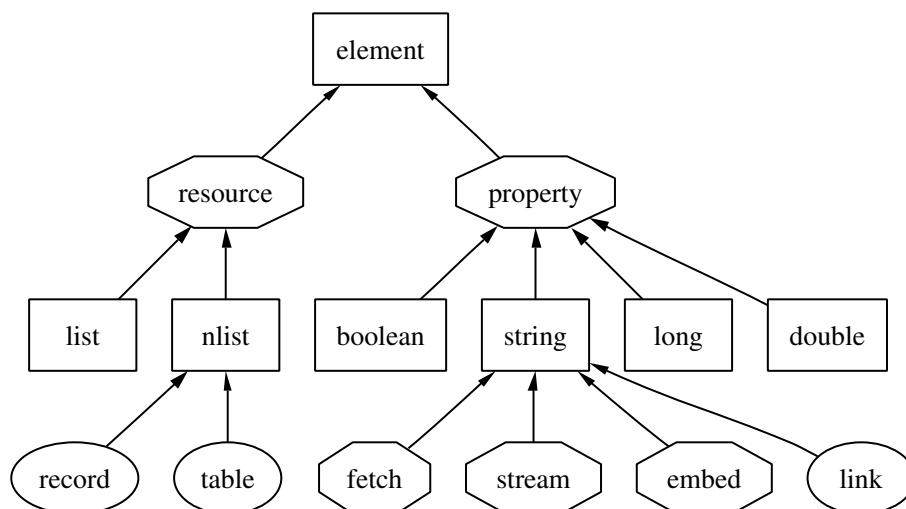 element
resource property
list nlist boolean string long double
record table fetch stream embed link